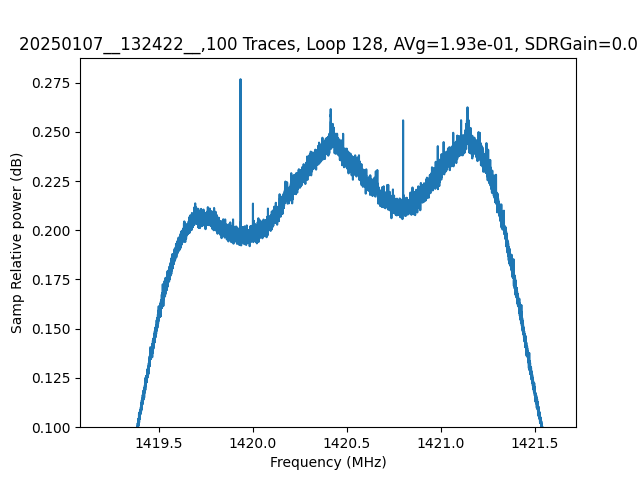 20250107__132422__,100 Traces, Loop 128, AVg=1.93e-01, SDRGain=0.0
0.275
0.250
0.225
0.200
0.175
0.150
0.125
0.100
Samp Relative power (dB)
1419.5 1420.0 1420.5 1421.0 1421.5
Frequency (MHz)